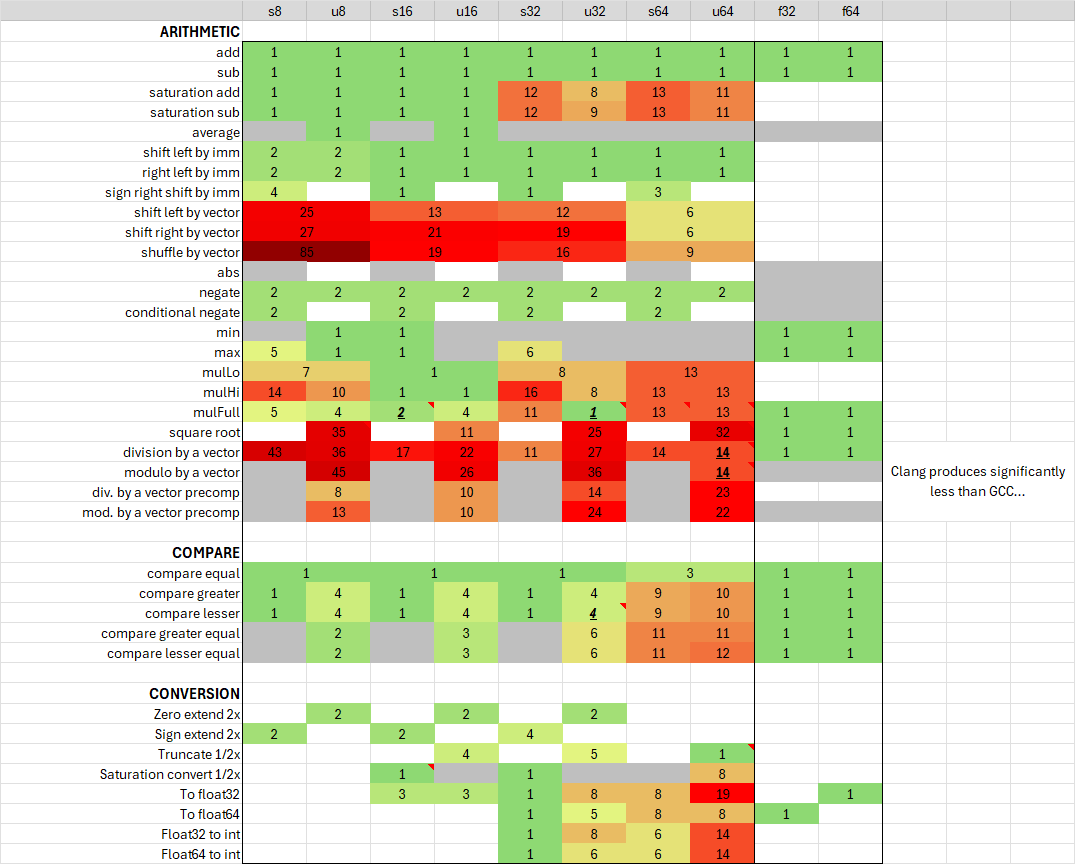 s8 u8 s16 u16 s32 u32 s64 u64 f32 f64
ARITHMETIC
add 1 1 1 1 1 1 1 1 1 1
sub 1 1 1 1 1 1 1 1 1 1
saturation add 1 1 1 1 12 8 13 11
saturation sub 1 1 1 1 12 9 13 11
average 1 1
shift left by imm 2 2 1 1 1 1 1 1
right left by imm 2 2 1 1 1 1 1 1
sign right shift by imm 4 1 1 3
shift left by vector 25 13 12 6
shift right by vector 27 21 19 6
shuffle by vector 85 19 16 9
abs
negate 2 2 2 2 2 2 2 2
conditional negate 2 2 2 2
min 1 1 1 1
max 5 1 1 6 1 1
mulLo 7 1 8 13
mulHi 14 10 1 1 16 8 13 13
mulFull 5 4 2 4 11 1 13 13 1 1
square root 35 11 25 32 1 1
division by a vector 43 36 17 22 11 27 14 14 1 1
modulo by a vector 45 26 36 14
Clang produces significantly
less than GCC...
div. by a vector precomp 8 10 14 23
mod. by a vector precomp 13 10 24 22
COMPARE
compare equal 1 1 1 3 1 1
compare greater 1 4 1 4 1 4 9 10 1 1
compare lesser 1 4 1 4 1 4 9 10 1 1
compare greater equal 2 3 6 11 11 1 1
compare lesser equal 2 3 6 11 12 1 1
CONVERSION
Zero extend 2x 2 2 2
Sign extend 2x 2 2 4
Truncate 1/2x 4 5 1
Saturation convert 1/2x 1 1 8
To float32 3 3 1 8 8 19 1
To float64 1 5 8 8 1
Float32 to int 1 8 6 14
Float64 to int 1 6 6 14